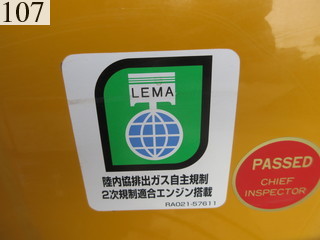 107
LEMA
陸内協排出ガス自主規制
2次規制適合エンジン搭載
RA021-57611
PASSED
CHIEF
INSPECTOR